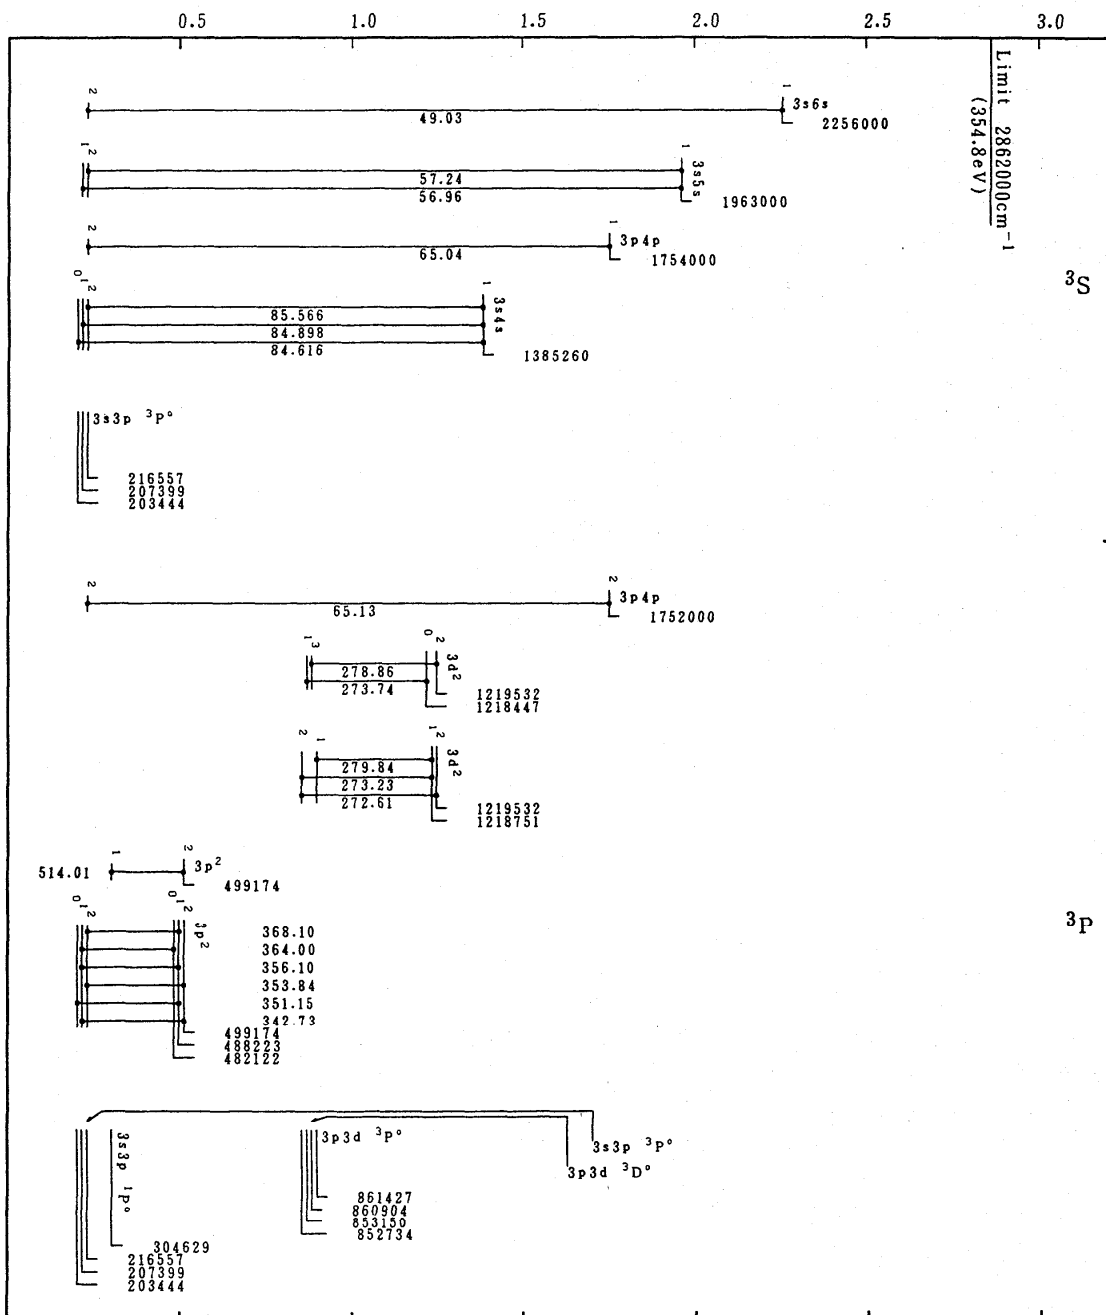 0.5 1.0 1.5 2.0 2.5 3.0
Limit 2862000cm⁻¹
(354.8eV)
2 1 3s6s
49.03 2256000
1 2 1 3s5s
57.24
56.96 1963000
2 1 3p4p
65.04 1754000
³S
0 1 2 1 3s4s
85.566
84.898
84.616 1385260
3s3p ³P°
216557
207399
203444
2 2 3p4p
65.13 1752000
1 3 0 2 3d²
278.86
273.74 1219532
1218447
2 1 1 2 3d²
279.84
273.23
272.61 1219532
1218751
1 2 3p²
514.01 499174
0 1 2 0 1 2 3p²
³P
368.10
364.00
356.10
353.84
351.15
342.73
499174
488223
482122
3s3p ¹P° 3p3d ³P° 3s3p ³P°
3p3d ³D°
861427
860904
853150
852734
304629
216557
207399
203444